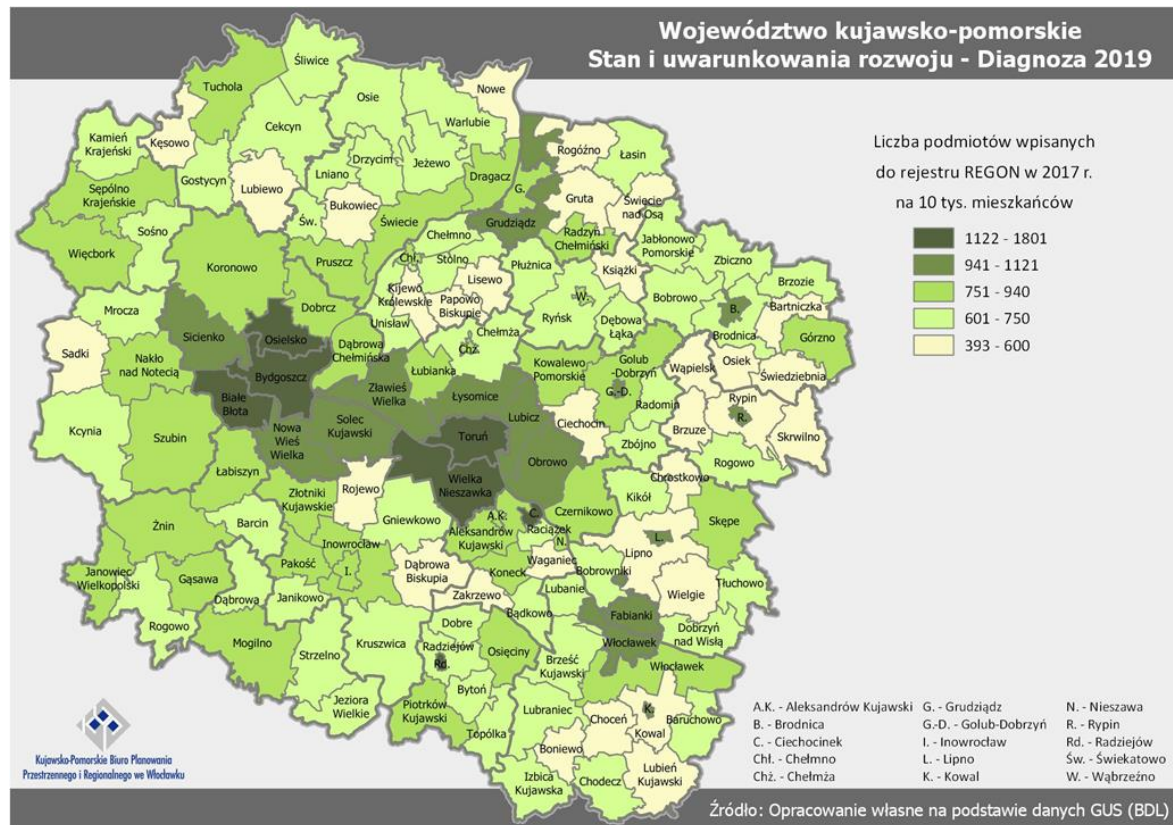 Województwo kujawsko-pomorskie
Stan i uwarunkowania rozwoju - Diagnoza 2019
Liczba podmiotów wpisanych
do rejestru REGON w 2017 r.
na 10 tys. mieszkańców
1122 - 1801
941 - 1121
751 - 940
601 - 750
393 - 600
Śliwice
Tuchola
Osie
Nowe
Cekcyn
Warlubie
Kęsowo
Kamień
Krajeński
Rogóźno
Łasin
Drzycim
Jeżewo
Gostycyn
Lniano
Dragacz
G.
Sępólno
Krajeńskie
Lubiewo
Bukowiec
Gruta
Święcie
nad Osą
Św.
Świecie
Grudziądz
Sośno
Radzyń
Chełmiński
Chełmno
Jabłonowo
Pomorskie
Więcbork
Koronowo
Pruszcz
Chł.
Stolno
Płużnica
Książki
Zbiczno
Kijewo
Królewskie
Lisewo
Papowo
Biskupie
W.
Bobrowo
Brzozie
Mrocza
Dobrcz
Unisław
Ryńsk
B.
Bartniczka
Sicienko
Osielsko
Chełmża
Dębowa
Łąka
Brodnica
Górzno
Sadki
Dąbrowa
Chełmińska
Chż.
Nakło
nad Notecią
Łubianka
Kowalewo
Pomorskie
Golub
-Dobrzyń
Wąpielsk
Osiek
Bydgoszcz
Zławieś
Wielka
Świedziebnia
Białe
Błota
Łysomice
G.-D.
Radomin
Rypin
R.
Kcynia
Szubin
Nowa
Wieś
Wielka
Solec
Kujawski
Lubicz
Ciechocin
Brzuze
Skrwilno
Toruń
Zbójno
Łabiszyn
Obrowo
Rogowo
Wielka
Nieszawka
Chrostkowo
Złotniki
Kujawskie
Rojewo
Kikół
Czernikowo
Gniewkowo
A.K.
C.
Skępe
Żnin
Barcin
Aleksandrów
Kujawski
Raciążek
N.
Inowrocław
L.
Lipno
Pakość
I.
Dąbrowa
Biskupia
Koneck
Waganiec
Bobrowniki
Janowiec
Wielkopolski
Gąsawa
Tłuchowo
Dąbrowa
Janikowo
Zakrzewo
Lubanie
Wielgie
Rogowo
Bądkowo
Fabianki
Dobre
Dobrzyń
nad Wisłą
Mogilno
Strzelno
Kruszwica
Radziejów
Rd.
Osięciny
Włocławek
Brześć
Kujawski
Włocławek
Jeziora
Wielkie
Bytoń
Piotrków
Kujawski
Lubraniec
K.
Topólka
Choceń
Kowal
Baruchowo
Boniewo
Izbica
Kujawska
Chodecz
Lubień
Kujawski
A.K. - Aleksandrów Kujawski
B. - Brodnica
C. - Ciechocinek
Chł. - Chełmno
Chż. - Chełmża
G. - Grudziądz
G.-D. - Golub-Dobrzyń
I. - Inowrocław
L. - Lipno
K. - Kowal
N. - Nieszawa
R. - Rypin
Rd. - Radziejów
Św. - Świekatowo
W. - Wąbrzeźno
Kujawsko-Pomorskie Biuro Planowania
Przestrzennego i Regionalnego we Włocławku
Źródło: Opracowanie własne na podstawie danych GUS (BDL)